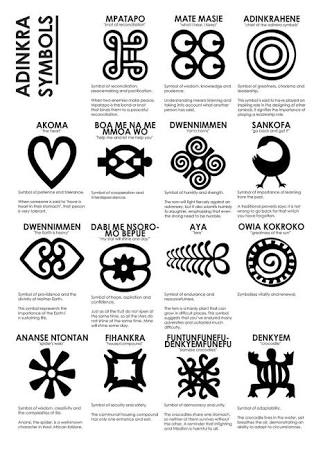 ADINKRA
SYMBOLS
MPATAPO
"knot of reconciliation"
Symbol of reconciliation,
peacemaking and pacification.
When two enemies make peace,
Mpatapo is the bond or knot
that binds them in a peaceful
reconciliation.
MATE MASIE
"what I hear, I keep"
Symbol of wisdom, knowledge and
prudence.
Understanding means listening and
taking into account what another
person has said.
ADINKRAHENE
"chief of the adinkra symbols"
Symbol of greatness, charisma and
leadership.
This symbol is said to have played an
inspiring role in the designing of other
symbols. It signifies the importance of
playing a leadership role.
AKOMA
"the heart"
Symbol of patience and tolerance.
When someone is said to "have a
heart in their stomach", that person
is very tolerant.
BOA ME NA ME
MMOA WO
"help me and let me help you"
Symbol of cooperation and
interdependence.
DWENNIMMEN
"ram's horns"
Symbol of humility and strength.
The ram will fight fiercely against an
adversary, but it also submits humbly
to slaughter, emphasizing that even
the strong need to be humble.
SANKOFA
"go back and get it"
Symbol of importance of learning
from the past.
A traditional proverb says: it is not
wrong to go back for that which
you have forgotten.
DWENNIMMEN
"the Earth is heavy"
Symbol of providence and the
divinity of Mother Earth.
This symbol represents the
importance of the Earth
in sustaining life.
DABI ME NSORO-
MO BEPUE
"my star will shine one day"
Symbol of hope, aspiration and
confidence.
Just as all the fruit do not ripen at
the same time, so all the stars do
not shine at the same time. Mine
will shine some day.
AYA
"fern"
Symbol of endurance and
resourcefulness.
The fern is a hardy plant that can
grow in difficult places. This symbol
suggests that you've endured many
adversities and outlasted much
difficulty.
OWIA KOKROKO
"greatness of the sun"
Symbolises vitality and renewal.
ANANSE NTONTAN
"spider's web"
Symbol of wisdom, creativity and
the complexities of life.
Ananse, the spider, is a well-known
character in West African folklore.
FIHANKRA
"house/compound"
Symbol of security and safety.
The communal housing compound
has only one entrance and exit.
FUNTUNFUNEFU-
DENKYEMFUNEFU
"siamese crocodiles"
Symbol of democracy and unity.
The crocodiles share one stomach,
so neither of them survives without
the other. A reminder that infighting
and tribalism is harmful to all.
DENKYEM
"crocodile"
Symbol of adaptability.
The crocodile lives in the water, yet
breathes the air, demonstrating an
ability to adapt to circumstances.